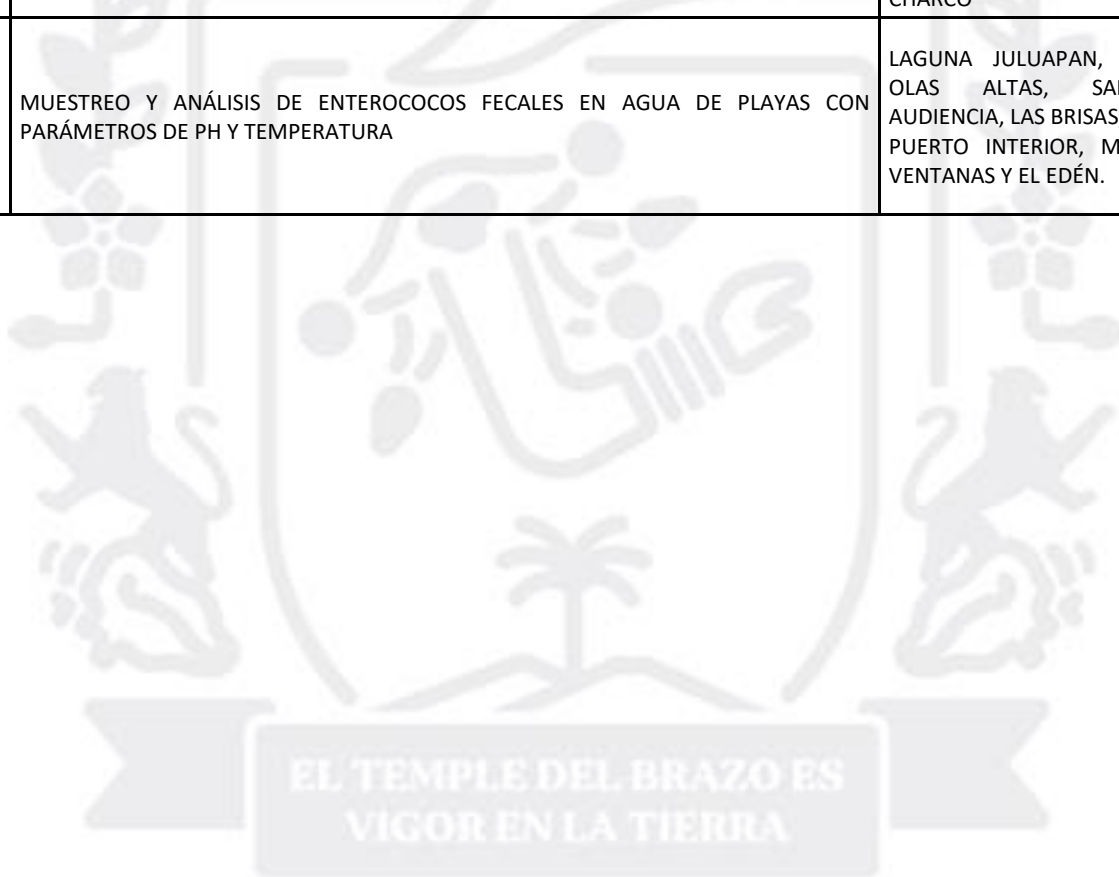 CHARCO
MUESTREO Y ANÁLISIS DE ENTEROCOCOS FECALES EN AGUA DE PLAYAS CON
PARÁMETROS DE PH Y TEMPERATURA
LAGUNA JULUAPAN,
OLAS ALTAS,
AUDIENCIA, LAS BRISAS
PUERTO INTERIOR,
VENTANAS Y EL EDÉN.
EL TEMPLE DEL BRAZO ES
VIGOR EN LA TIERRA